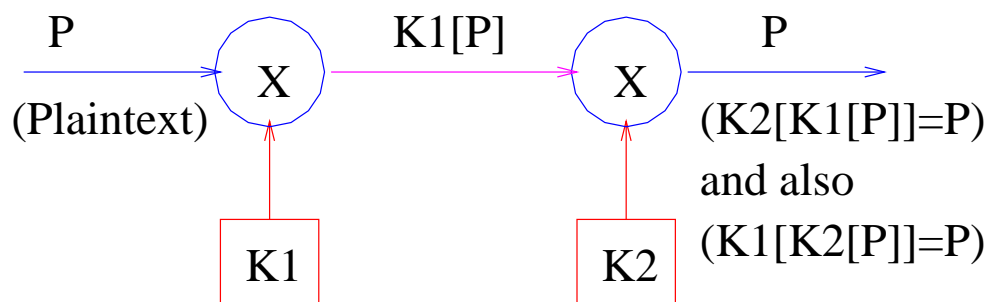 P K1[P] P
X X
(Plaintext) (K2[K1[P]]=P)
and also
(K1[K2[P]]=P)
K1 K2